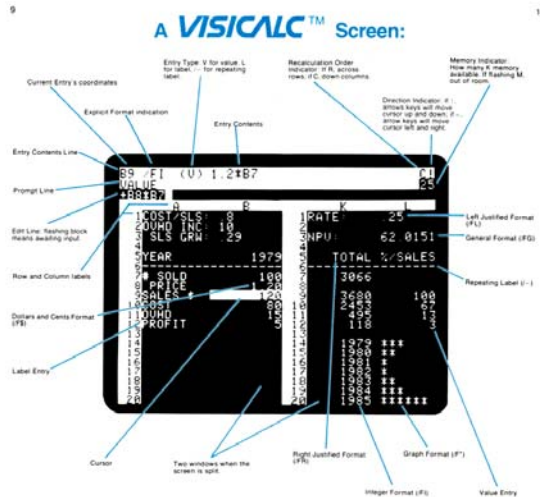 9
1
A VISICALC™ Screen:
Current Entry's coordinates
Explicit Format indication
Entry Type: V for value, L
for label, /- for repeating
label.
Entry Contents
Recalculation Order
Indicator: If R, across
rows; if C, down columns.
Memory Indicator:
How many K memory
available. If flashing M,
out of room.
Direction Indicator: if !,
arrows keys will move
cursor up and down; if -,
arrow keys will move
cursor left and right.
Entry Contents Line
Prompt Line
Edit Line: flashing block
means awaiting input.
Row and Column labels
Dollars and Cents Format
(/F$)
Label Entry
Cursor
Two windows when the
screen is split.
Right Justified Format
(/FR)
Integer Format (/FI)
Graph Format (/F*)
Value Entry
Repeating Label (/-)
General Format (/FG)
Left Justified Format
(/FL)
B9 /FI (V) 1.2*B7 C!
VALUE 25
+B8*B7
A B K L
1 COST/SLS: .8 1 RATE: .25
2 OVHD INC: 10 2
3 SLS GRW: .29 3 NPV: 62.0151
4 4
5 YEAR 1979 5 TOTAL %/SALES
6 ---------- 6 ----------
7 # SOLD 100 7 3066
8 PRICE 1.20 8
9 SALES $ 120 9 3680 100
10 COST 80 10 2453 67
11 OVHD 15 11 495 13
12 PROFIT 5 12 118 3
13 13
14 14 1979 ***
15 15 1980 **
16 16 1981 *
17 17 1982 *
18 18 1983 **
19 19 1984 ***
20 20 1985 ******